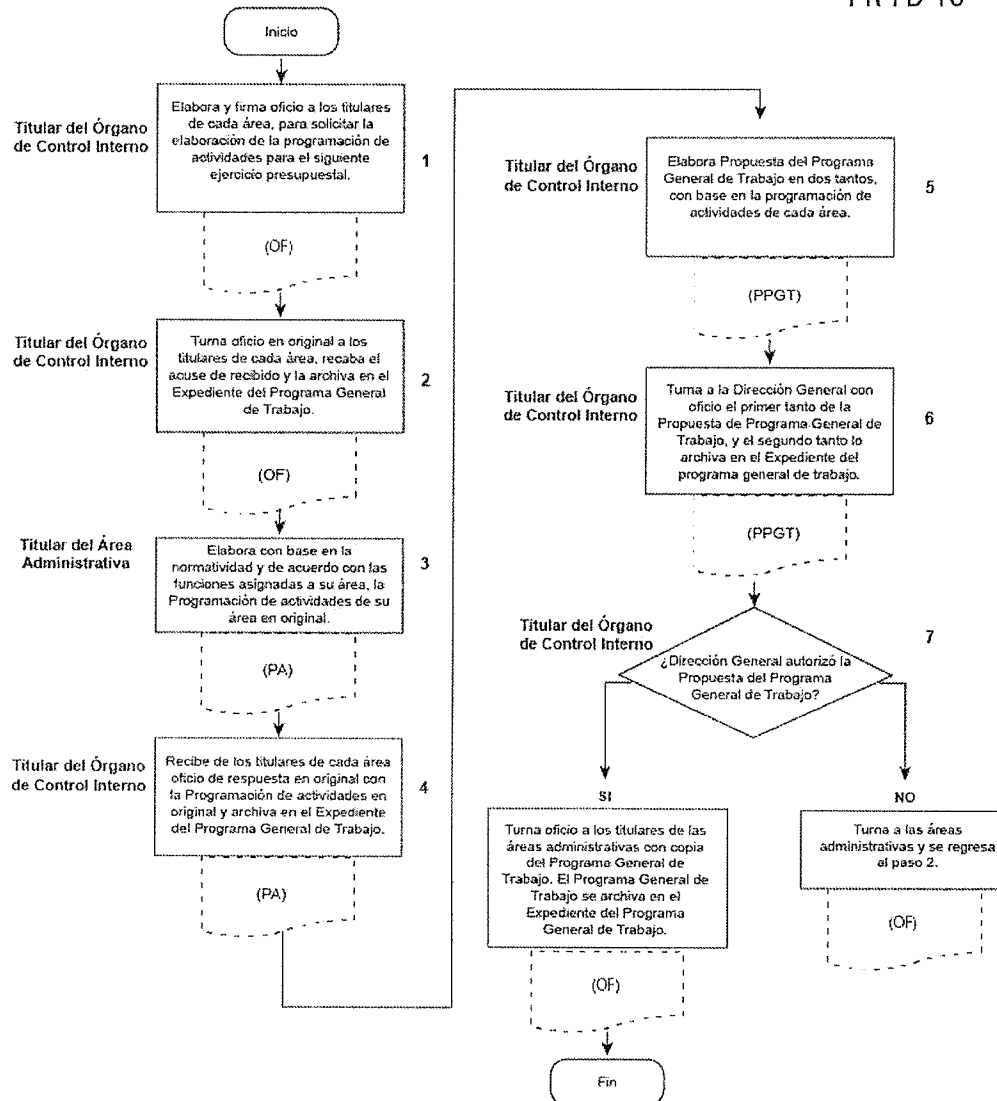 Inicio
Titular del Órgano
de Control Interno
Elabora y firma oficio a los titulares
de cada área, para solicitar la
elaboración de la programación de
actividades para el siguiente
ejercicio presupuestal.
1
(OF)
Titular del Órgano
de Control Interno
Turna oficio en original a los
titulares de cada área, recaba el
acuse de recibido y la archiva en el
Expediente del Programa General
de Trabajo.
2
(OF)
Titular del Área
Administrativa
Elabora con base en la
normatividad y de acuerdo con las
funciones asignadas a su área, la
Programación de actividades de su
área en original.
3
(PA)
Titular del Órgano
de Control Interno
Recibe de los titulares de cada área
oficio de respuesta en original con
la Programación de actividades en
original y archiva en el Expediente
del Programa General de Trabajo.
4
(PA)
Titular del Órgano
de Control Interno
Elabora Propuesta del Programa
General de Trabajo en dos tantos,
con base en la programación de
actividades de cada área.
5
(PPGT)
Titular del Órgano
de Control Interno
Turna a la Dirección General con
oficio el primer tanto de la
Propuesta de Programa General de
Trabajo, y el segundo tanto lo
archiva en el Expediente del
programa general de trabajo.
6
(PPGT)
Titular del Órgano
de Control Interno
¿Dirección General autorizó la
Propuesta del Programa
General de Trabajo?
7
SI
Turna oficio a los titulares de las
áreas administrativas con copia
del Programa General de
Trabajo. El Programa General de
Trabajo se archiva en el
Expediente del Programa
General de Trabajo.
(OF)
Fin
NO
Turna a las áreas
administrativas y se regresa
al paso 2.
(OF)